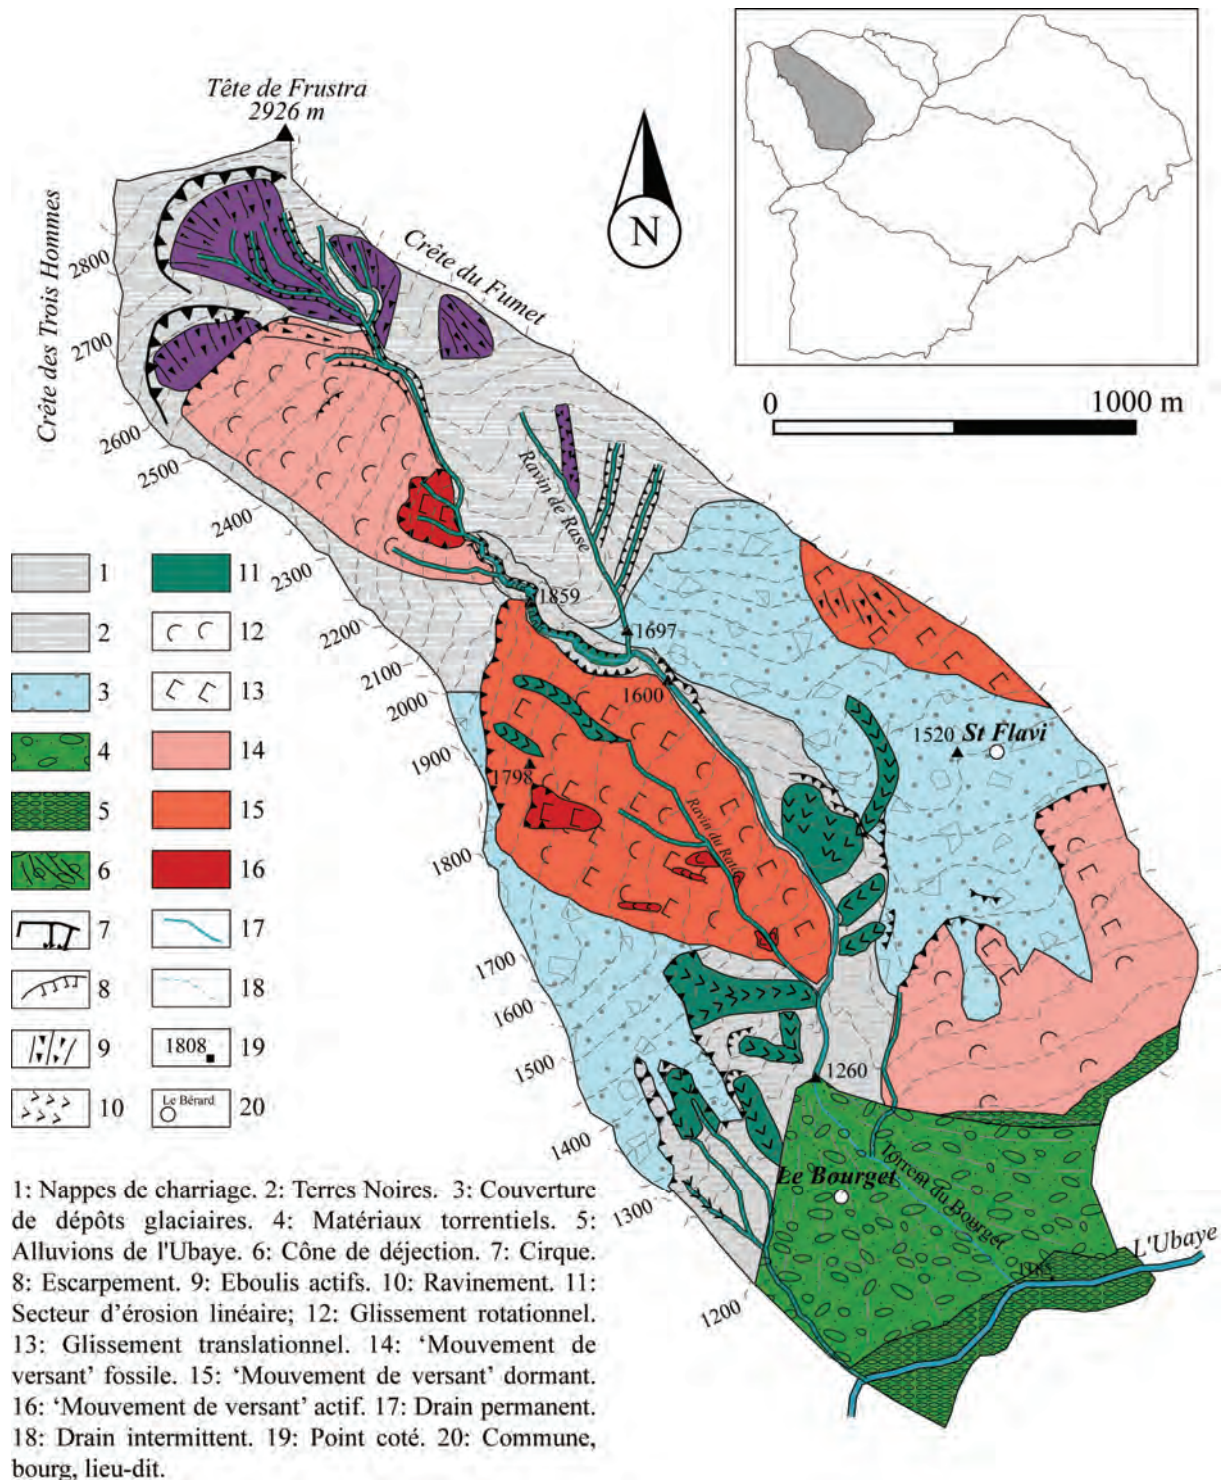 Tête de Frustra
2926 m
Crête des Trois Hommes
Crête du Fumet
N
0
1000 m
2800
2700
2600
2500
2400
2300
2200
2100
2000
1900
1800
1700
1600
1500
1400
1300
1200
Ravin de Rase
1859
1697
1600
1520
St Flavi
1798
Ravin du Rata
1260
Le Bourget
Torrent du Bourget
L'Ubaye
1
2
3
4
5
6
7
8
9
10
11
12
13
14
15
16
17
18
1808
19
Le Bérard
20
1: Nappes de charriage. 2: Terres Noires. 3: Couverture
de dépôts glaciaires. 4: Matériaux torrentiels. 5:
Alluvions de l'Ubaye. 6: Cône de déjection. 7: Cirque.
8: Escarpement. 9: Eboulis actifs. 10: Ravinement. 11:
Secteur d'érosion linéaire; 12: Glissement rotationnel.
13: Glissement translationnel. 14: ‘Mouvement de
versant’ fossile. 15: ‘Mouvement de versant’ dormant.
16: ‘Mouvement de versant’ actif. 17: Drain permanent.
18: Drain intermittent. 19: Point coté. 20: Commune,
bourg, lieu-dit.